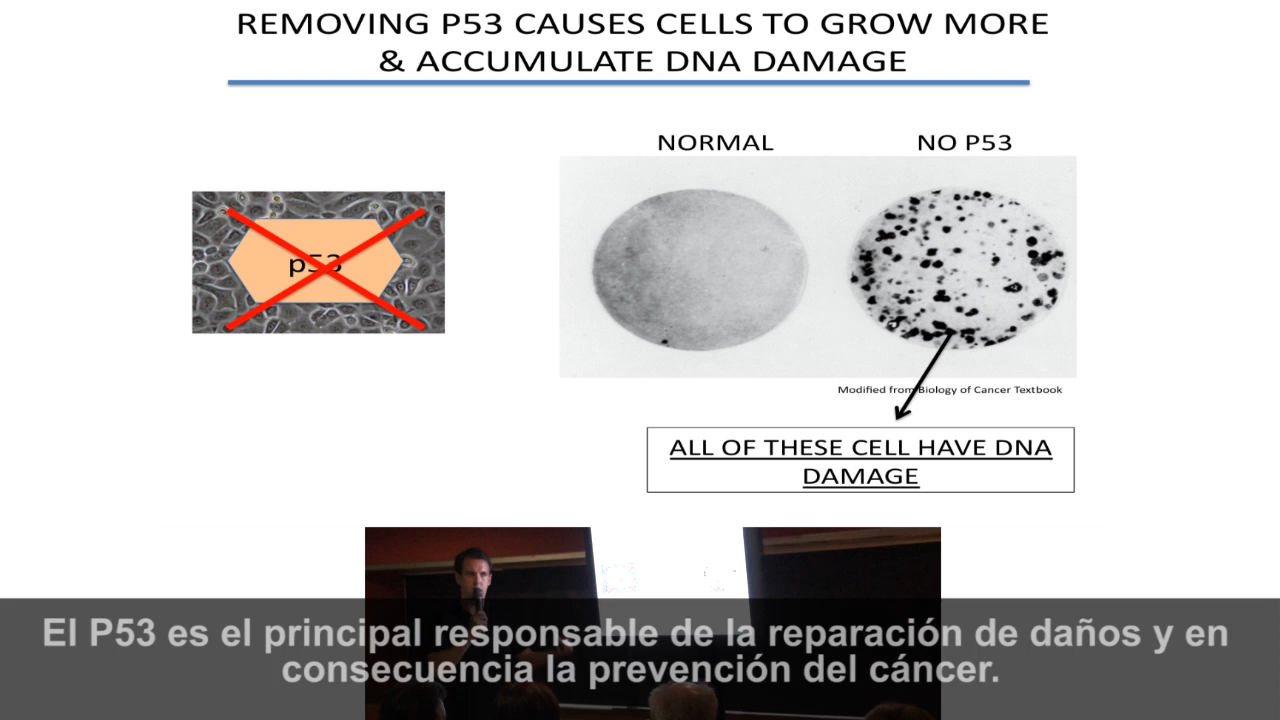 REMOVING P53 CAUSES CELLS TO GROW MORE
& ACCUMULATE DNA DAMAGE
NORMAL
NO P53
p53
Modified from Biology of Cancer Textbook
ALL OF THESE CELL HAVE DNA
DAMAGE
El P53 es el principal responsable de la reparación de daños y en
consecuencia la prevención del cáncer.